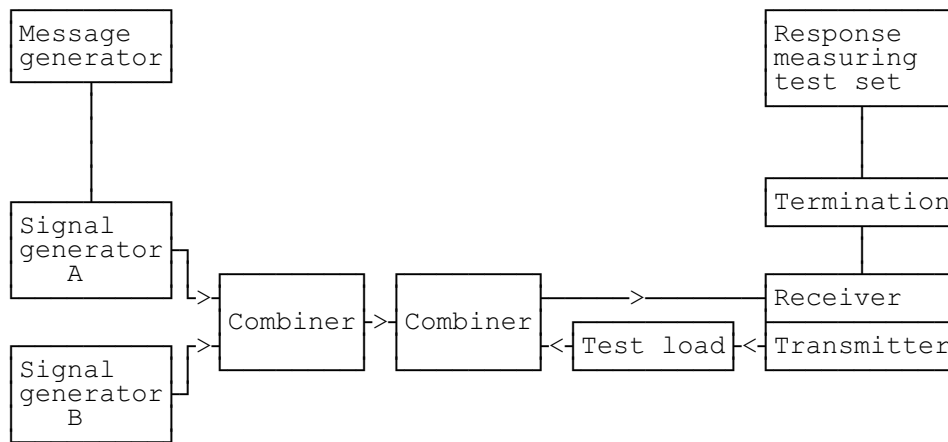 Message
generator
Response
measuring
test set
Termination
Signal
generator
A
Combiner
Combiner
Receiver
Test load
Transmitter
Signal
generator
B